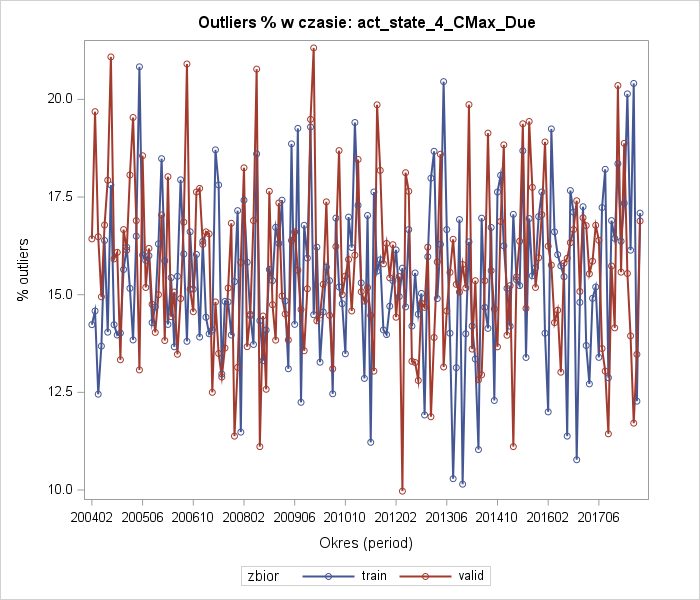 Outliers % w czasie: act_state_4_CMax_Due
% outliers
20.0
17.5
15.0
12.5
10.0
200402 200506 200610 200802 200906 201010 201202 201306 201410 201602 201706
Okres (period)
zbior train valid